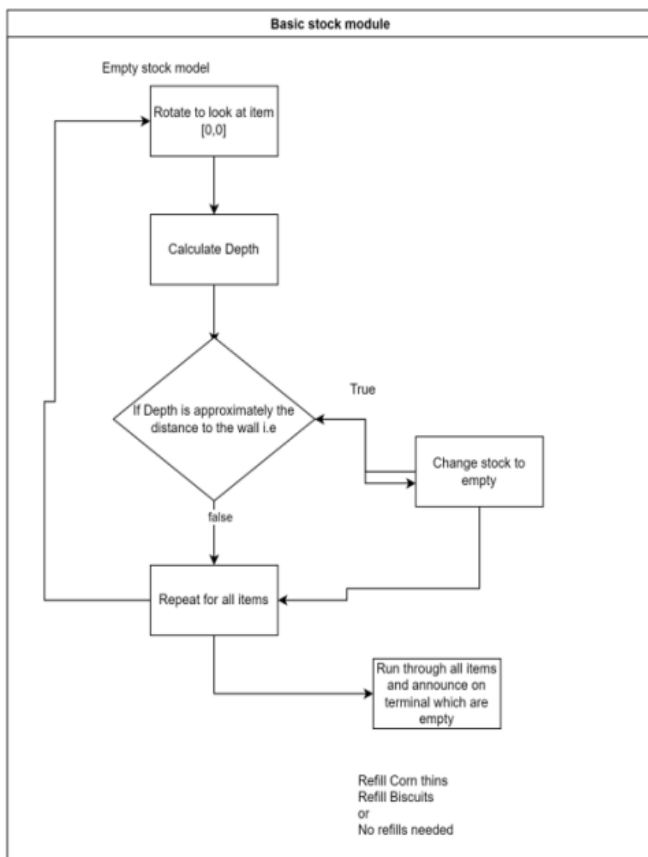 Basic stock module
Empty stock model
Rotate to look at item
[0,0]
Calculate Depth
If Depth is approximately the
distance to the wall i.e
True
Change stock to
empty
false
Repeat for all items
Run through all items
and announce on
terminal which are
empty
Refill Corn thins
Refill Biscuits
or
No refills needed